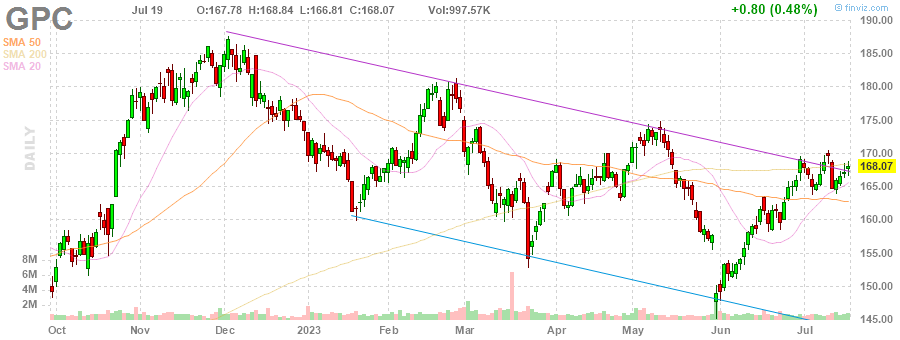 GPC Jul 19 O:167.78 H:168.84 L:166.81 C:168.07 Vol:997.57K +0.80 (0.48%) © finviz.com
SMA 50
SMA 200
SMA 20
DAILY
190.00
185.00
180.00
175.00
170.00
168.07
165.00
160.00
155.00
150.00
145.00
8M
6M
4M
2M
Oct Nov Dec 2023 Feb Mar Apr May Jun Jul